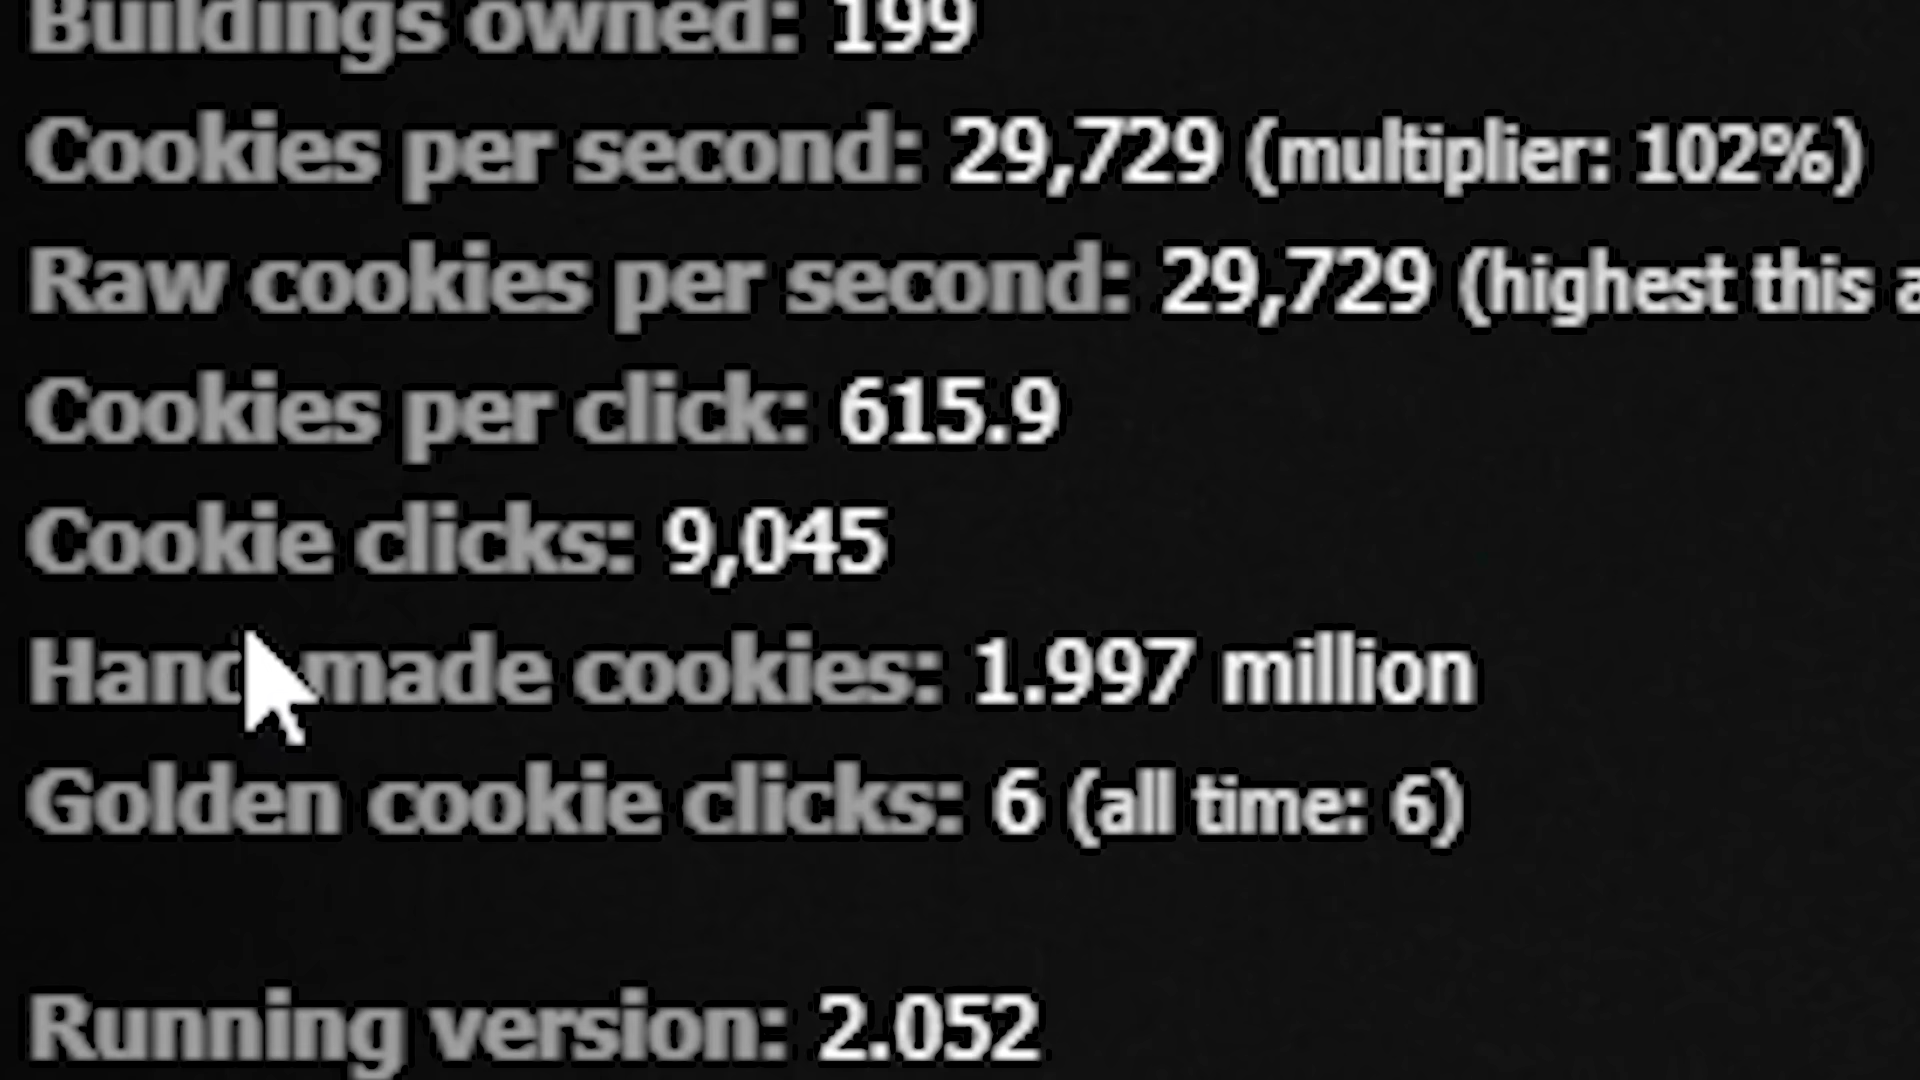 Buildings owned: 199
Cookies per second: 29,729 (multiplier: 102%)
Raw cookies per second: 29,729 (highest this
Cookies per click: 615.9
Cookie clicks: 9,045
Hand-made cookies: 1.997 million
Golden cookie clicks: 6 (all time: 6)
Running version: 2.052